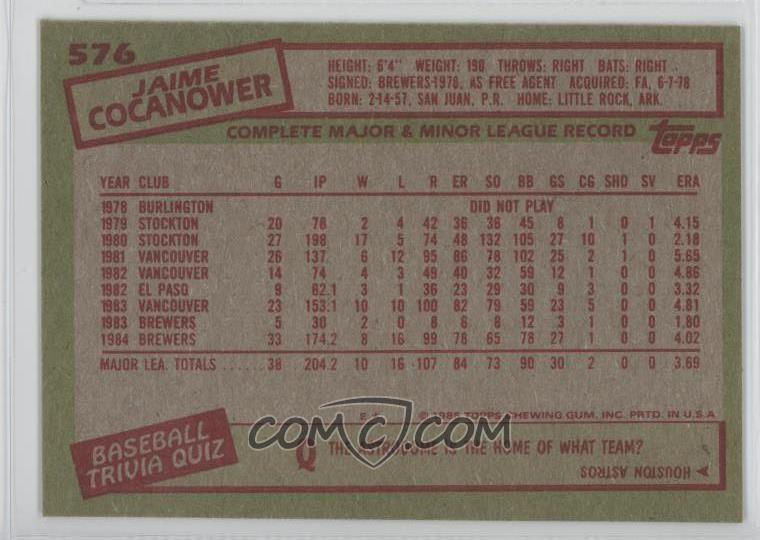 576
JAIME
COCANOWER
HEIGHT: 6'4" WEIGHT: 190 THROWS: RIGHT BATS: RIGHT
SIGNED: BREWERS-1978, AS FREE AGENT ACQUIRED: FA, 6-7-78
BORN: 2-14-57, SAN JUAN, P.R. HOME: LITTLE ROCK, ARK.
COMPLETE MAJOR & MINOR LEAGUE RECORD
Topps
YEAR CLUB G IP W L R ER SO BB GS CG SHO SV ERA
1978 BURLINGTON DID NOT PLAY
1979 STOCKTON 20 78 2 4 42 36 36 45 8 1 0 1 4.15
1980 STOCKTON 27 198 17 5 74 48 132 105 27 10 1 0 2.18
1981 VANCOUVER 26 137 6 12 95 86 78 102 25 2 1 0 5.65
1982 VANCOUVER 14 74 4 3 49 40 32 59 12 1 0 0 4.86
1982 EL PASO 9 62.1 3 1 36 23 29 30 9 3 0 0 3.32
1983 VANCOUVER 23 153.1 10 10 100 82 79 59 23 5 0 0 4.81
1983 BREWERS 5 30 2 0 8 6 8 12 3 1 0 0 1.80
1984 BREWERS 33 174.2 8 16 99 78 65 78 27 1 0 0 4.02
MAJOR LEA. TOTALS ...... 38 204.2 10 16 107 84 73 90 30 2 0 0 3.69
© 1985 TOPPS CHEWING GUM, INC. PRTD. IN U.S.A
COMC.COM
BASEBALL
TRIVIA QUIZ
Q THE ASTRODOME IS THE HOME OF WHAT TEAM?
A HOUSTON ASTROS